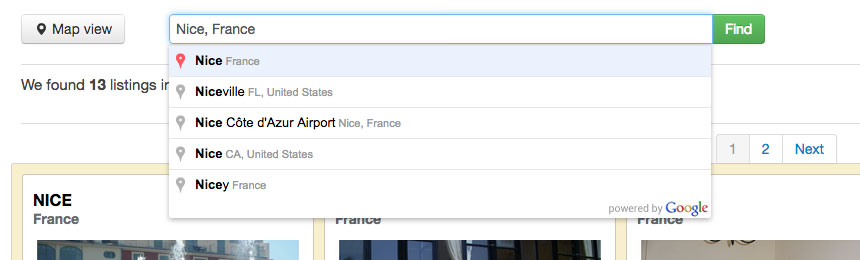 Map view
Nice, France
Find
Nice France
Niceville FL, United States
Nice Côte d'Azur Airport Nice, France
Nice CA, United States
Nicey France
powered by Google
We found 13 listings in
1 2 Next
NICE
France
France
France